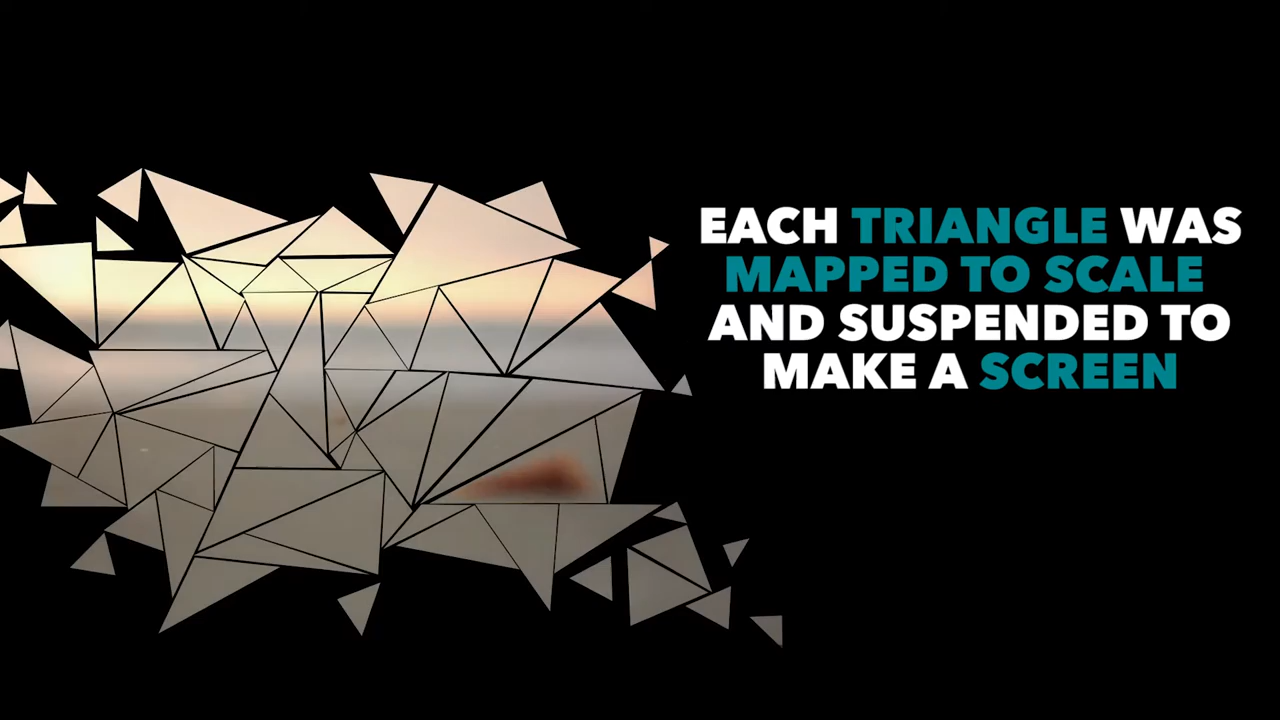 EACH TRIANGLE WAS
MAPPED TO SCALE
AND SUSPENDED TO
MAKE A SCREEN